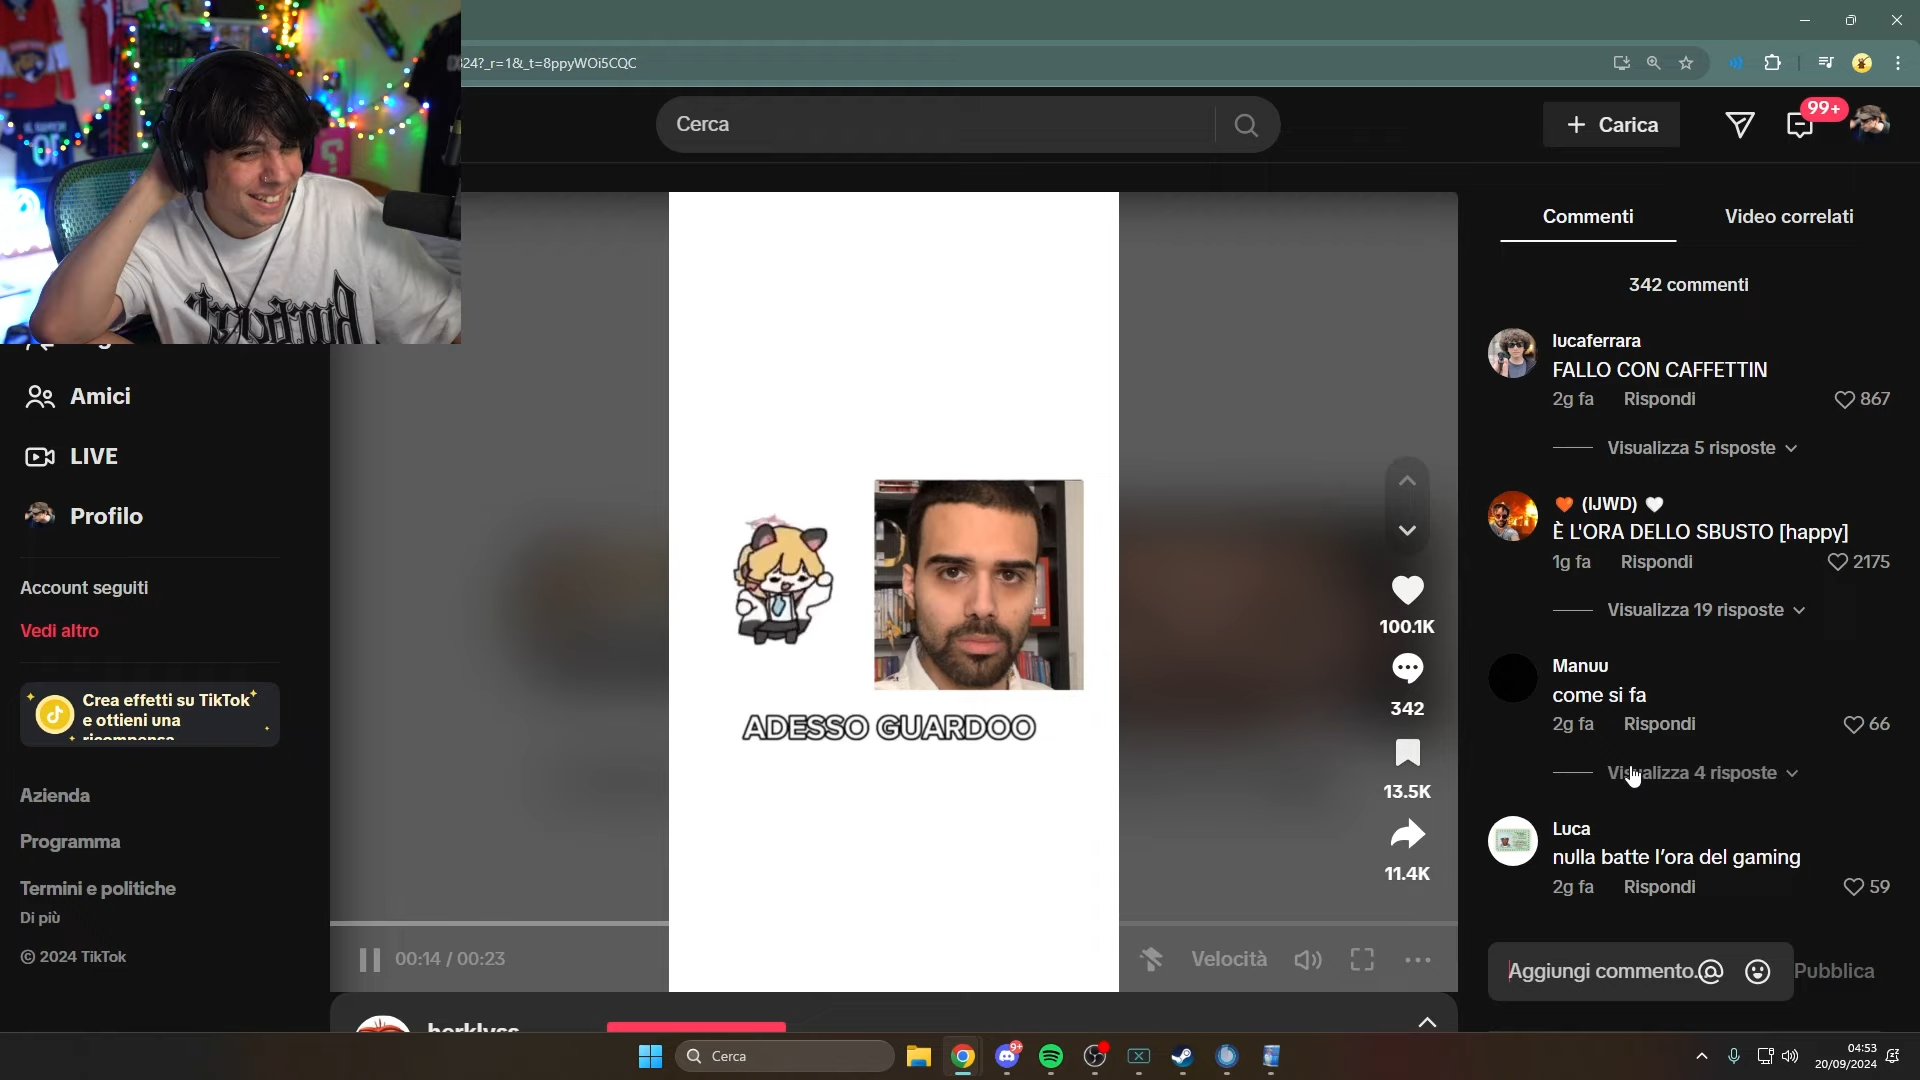 324?_r=1&_t=8ppyWOi5CQC
Cerca
Carica
99+
Commenti
Video correlati
342 commenti
lucaferrara
FALLO CON CAFFETTIN
2g fa Rispondi 867
Visualizza 5 risposte
(IJWD)
È L'ORA DELLO SBUSTO [happy]
1g fa Rispondi 2175
Visualizza 19 risposte
Manuu
come si fa
2g fa Rispondi 66
Visualizza 4 risposte
Luca
nulla batte l'ora del gaming
2g fa Rispondi 59
Aggiungi commento..
Pubblica
Amici
LIVE
Profilo
Account seguiti
Vedi altro
Crea effetti su TikTok
e ottieni una
ricompensa
Azienda
Programma
Termini e politiche
Di più
© 2024 TikTok
ADESSO GUARDOO
100.1K
342
13.5K
11.4K
00:14 / 00:23
Velocità
Cerca
9+
04:53
20/09/2024